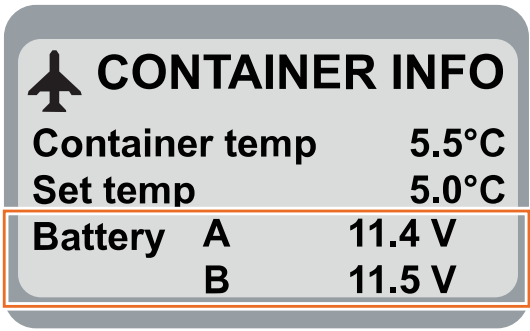 CONTAINER INFO
Container temp 5.5°C
Set temp 5.0°C
Battery A 11.4 V
B 11.5 V